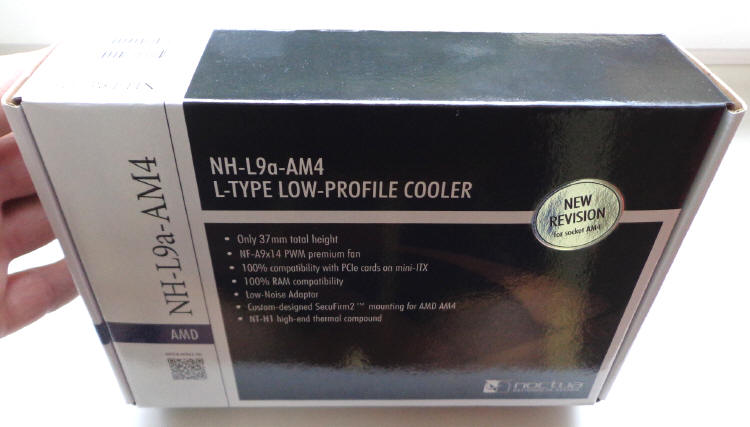 NH-L9a-AM4
AMD
NH-L9a-AM4
L-TYPE LOW-PROFILE COOLER
NEW
REVISION
for socket AM4
• Only 37mm total height
• NF-A9x14 PWM premium fan
• 100% compatibility with PCIe cards on mini-ITX
• 100% RAM compatibility
• Low-Noise Adaptor
• Custom-designed SecuFirm2™ mounting for AMD AM4
• NT-H1 high-end thermal compound
noctua